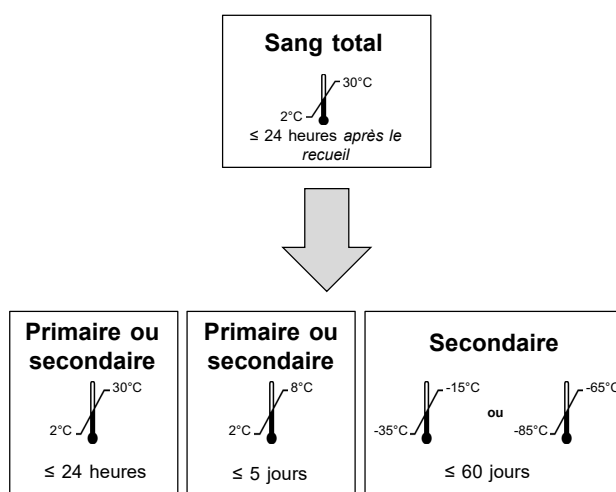 Sang total
30°C
2°C
≤ 24 heures après le
recueil
Primaire ou
secondaire
30°C
2°C
≤ 24 heures
Primaire ou
secondaire
8°C
2°C
≤ 5 jours
Secondaire
-15°C
-35°C
ou
-65°C
-85°C
≤ 60 jours